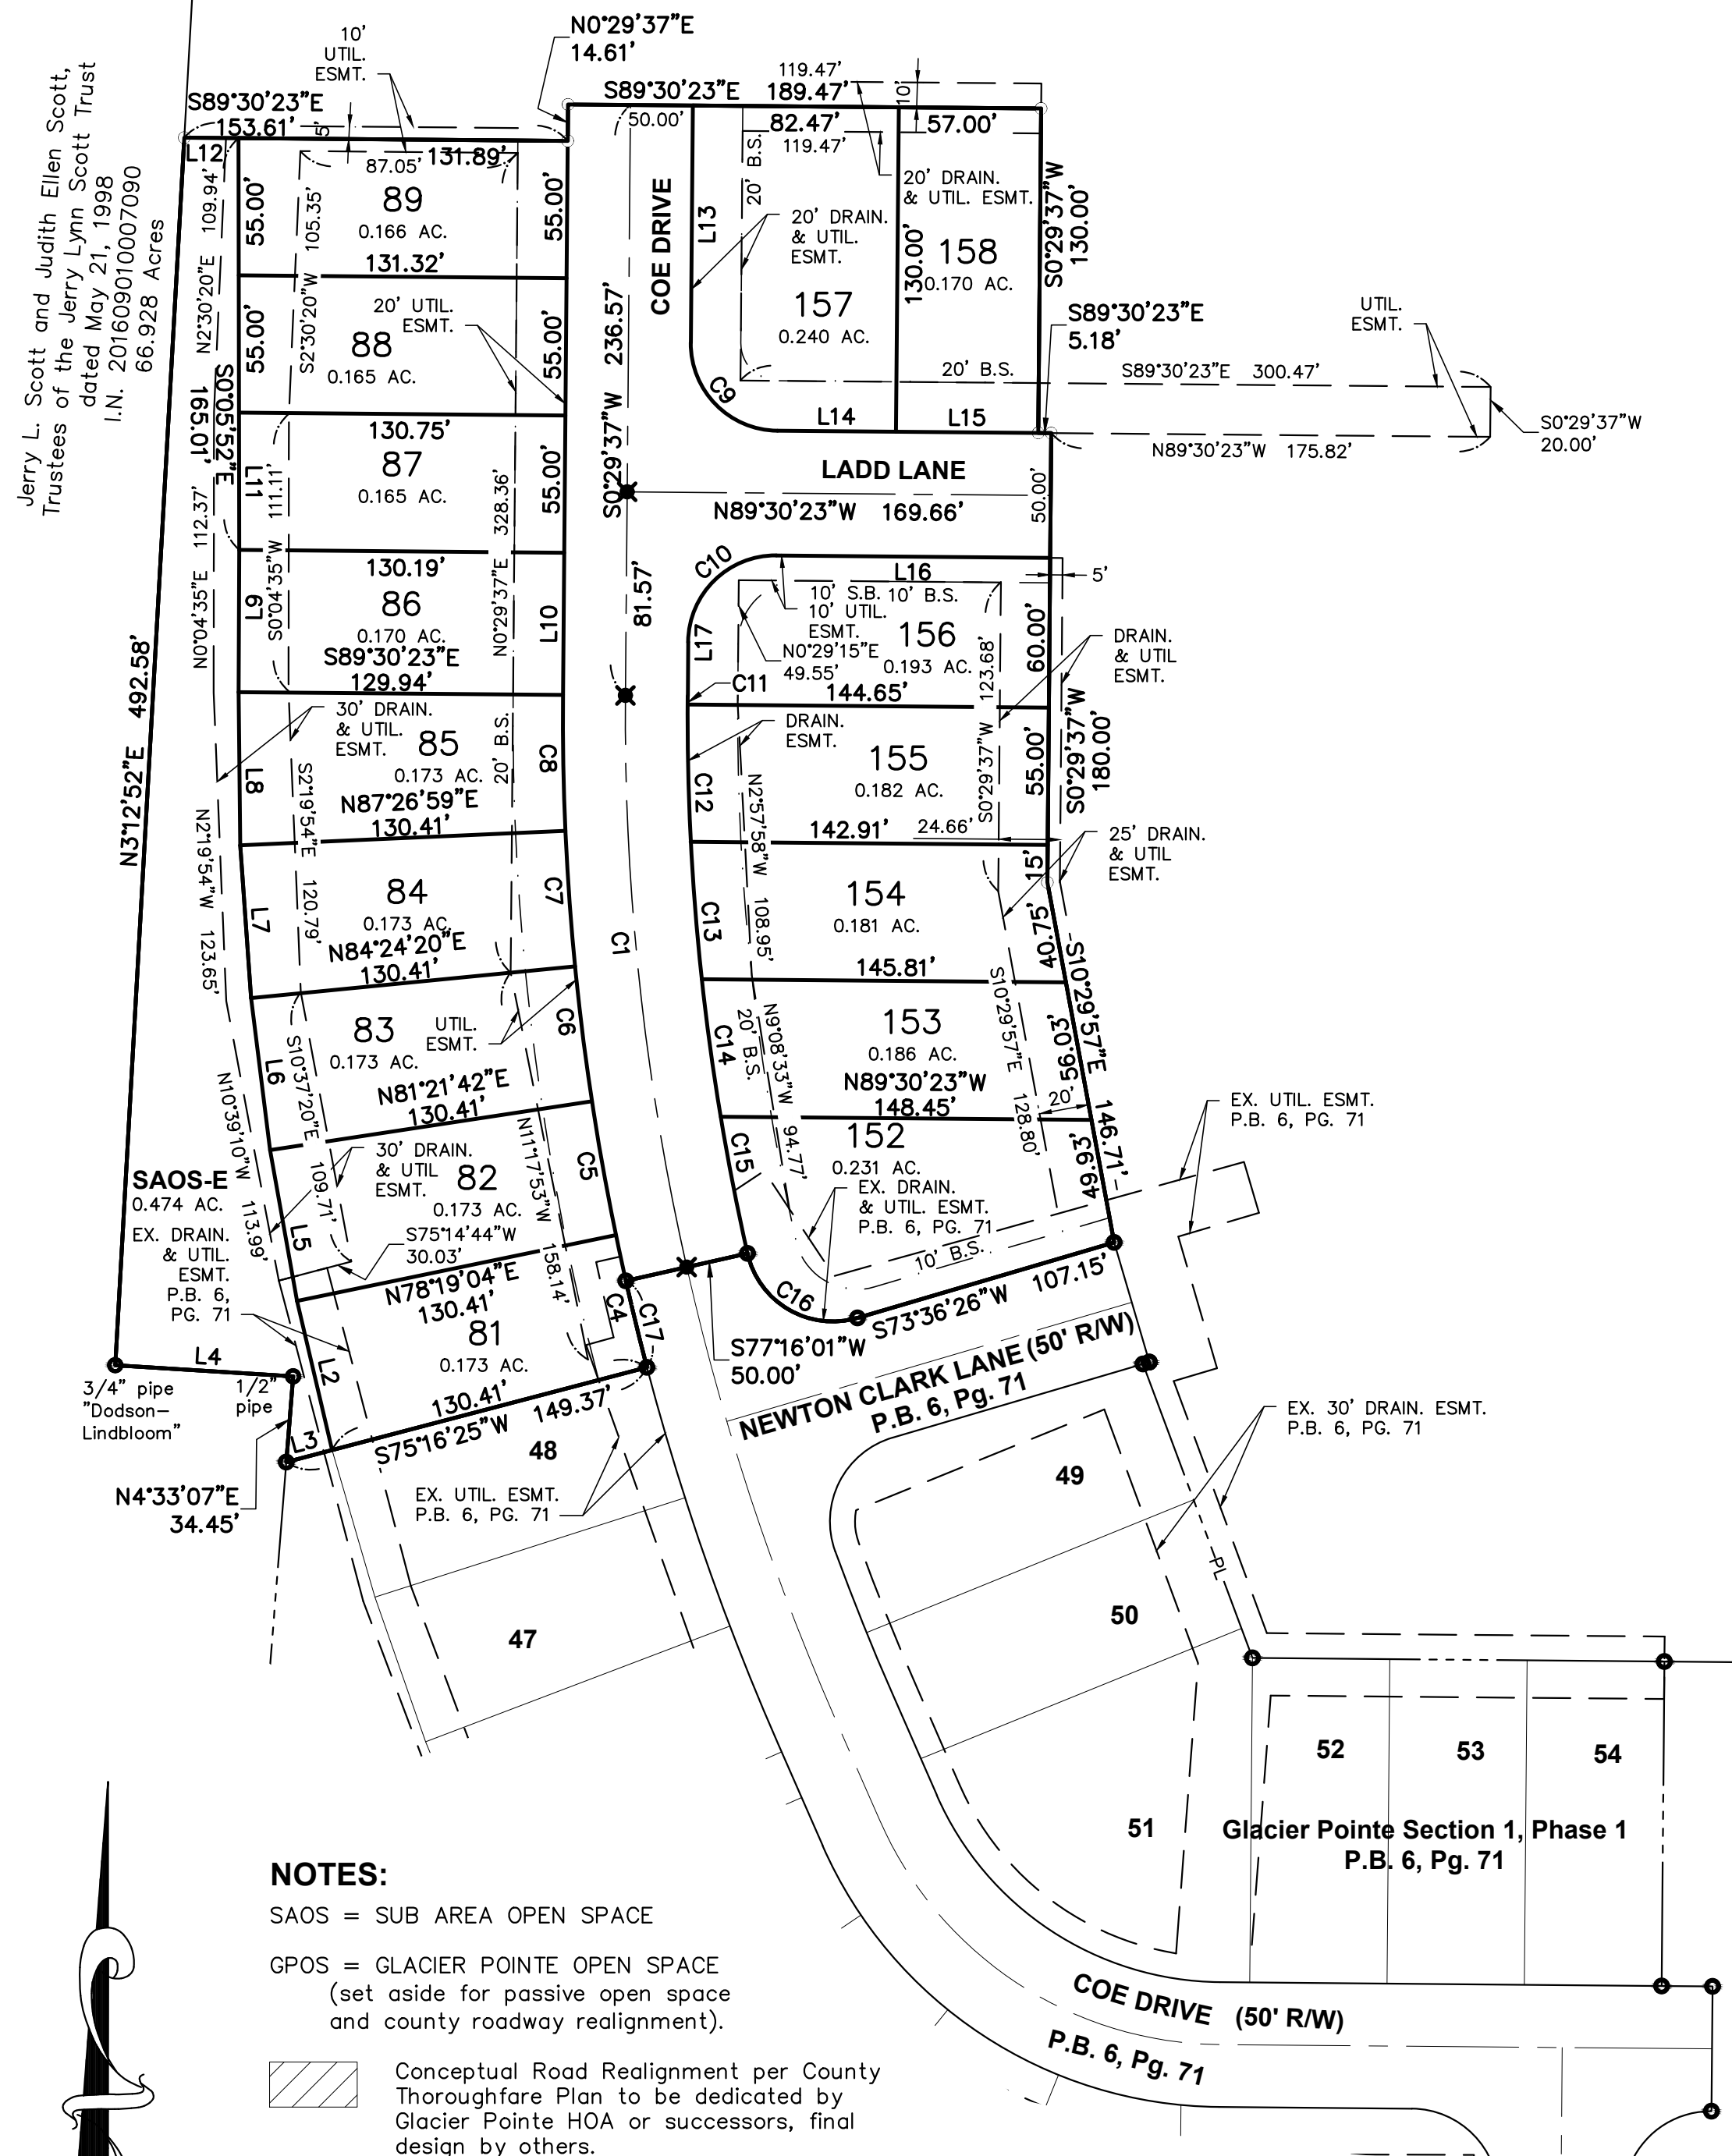 Jerry L. Scott and Judith Ellen Scott,
Trustees of the Jerry Lynn Scott Trust
dated May 21, 1998
I.N. 201609010007090
66.928 Acres
10'
UTIL.
ESMT.
N0°29'37"E
14.61'
S89°30'23"E
153.61'
5'
L12
87.05'
131.89'
S89°30'23"E
119.47'
189.47'
10'
50.00'
82.47'
119.47'
57.00'
20' B.S.
20' DRAIN.
& UTIL. ESMT.
S0°29'37"W
130.00'
109.94'
N2°30'20"E
55.00'
105.35'
S2°30'20"W
89
0.166 AC.
55.00'
131.32'
COE DRIVE
L13
20' DRAIN.
& UTIL.
ESMT.
157
0.240 AC.
130.00'
158
0.170 AC.
S0°29'37"W 236.57'
55.00'
20' UTIL.
ESMT.
88
0.165 AC.
55.00'
S89°30'23"E
5.18'
UTIL.
ESMT.
20' B.S.
S89°30'23"E 300.47'
S0°29'37"W
20.00'
C9
L14
L15
N89°30'23"W 175.82'
S0°05'52"E
165.01'
130.75'
87
0.165 AC.
L11
111.11'
S0°04'35"W
328.36'
N0°29'37"E
55.00'
LADD LANE
N89°30'23"W 169.66'
50.00'
N0°04'35"E 112.37'
130.19'
86
0.170 AC.
L9
L10
S89°30'23"E
129.94'
81.57'
C10
L16
5'
10' S.B. 10' B.S.
10' UTIL.
ESMT.
156
0.193 AC.
N0°29'15"E
49.55'
L17
C11
144.65'
123.68'
S0°29'37"W
60.00'
DRAIN.
& UTIL
ESMT.
N3°12'52"E 492.58'
30' DRAIN.
& UTIL.
ESMT.
85
0.173 AC.
20' B.S.
L8
C8
S2°19'54"E 120.79'
N2°19'54"W 123.65'
N87°26'59"E
130.41'
DRAIN.
ESMT.
155
0.182 AC.
C12
N2°57'58"W 108.95'
55.00'
S0°29'37"W
180.00'
142.91'
24.66'
25' DRAIN.
& UTIL
ESMT.
15'
84
0.173 AC.
L7
C7
C1
N84°24'20"E
130.41'
154
0.181 AC.
C13
145.81'
40.75'
S10°29'57"E 146.71'
83
0.173 AC.
UTIL.
ESMT.
L6
C6
S10°37'20"E 109.71'
N10°39'10"W 113.99'
N81°21'42"E
130.41'
153
0.186 AC.
C14
20' B.S.
N9°08'33"W 94.77'
S10°29'57"E 128.80'
56.03'
N89°30'23"W
148.45'
20'
EX. UTIL. ESMT.
P.B. 6, PG. 71
SAOS-E
0.474 AC.
30' DRAIN.
& UTIL
ESMT.
82
0.173 AC.
N11°17'53"W 158.14'
C5
L5
S75°14'44"W
30.03'
152
0.231 AC.
C15
EX. DRAIN.
& UTIL. ESMT.
P.B. 6, PG. 71
49.93'
10' B.S.
EX. DRAIN.
& UTIL.
ESMT.
P.B. 6,
PG. 71
N78°19'04"E
130.41'
81
0.173 AC.
C4
C17
C16
S73°36'26"W 107.15'
S77°16'01"W
50.00'
L4
3/4" pipe
"Dodson-
Lindbloom"
1/2"
pipe
L2
L3
130.41'
S75°16'25"W 149.37'
NEWTON CLARK LANE (50' R/W)
P.B. 6, Pg. 71
48
N4°33'07"E
34.45'
EX. UTIL. ESMT.
P.B. 6, PG. 71
49
EX. 30' DRAIN. ESMT.
P.B. 6, PG. 71
PL
47
50
51
52
53
54
Glacier Pointe Section 1, Phase 1
P.B. 6, Pg. 71
COE DRIVE (50' R/W)
P.B. 6, Pg. 71
NOTES:
SAOS = SUB AREA OPEN SPACE
GPOS = GLACIER POINTE OPEN SPACE
(set aside for passive open space
and county roadway realignment).
Conceptual Road Realignment per County
Thoroughfare Plan to be dedicated by
Glacier Pointe HOA or successors, final
design by others.